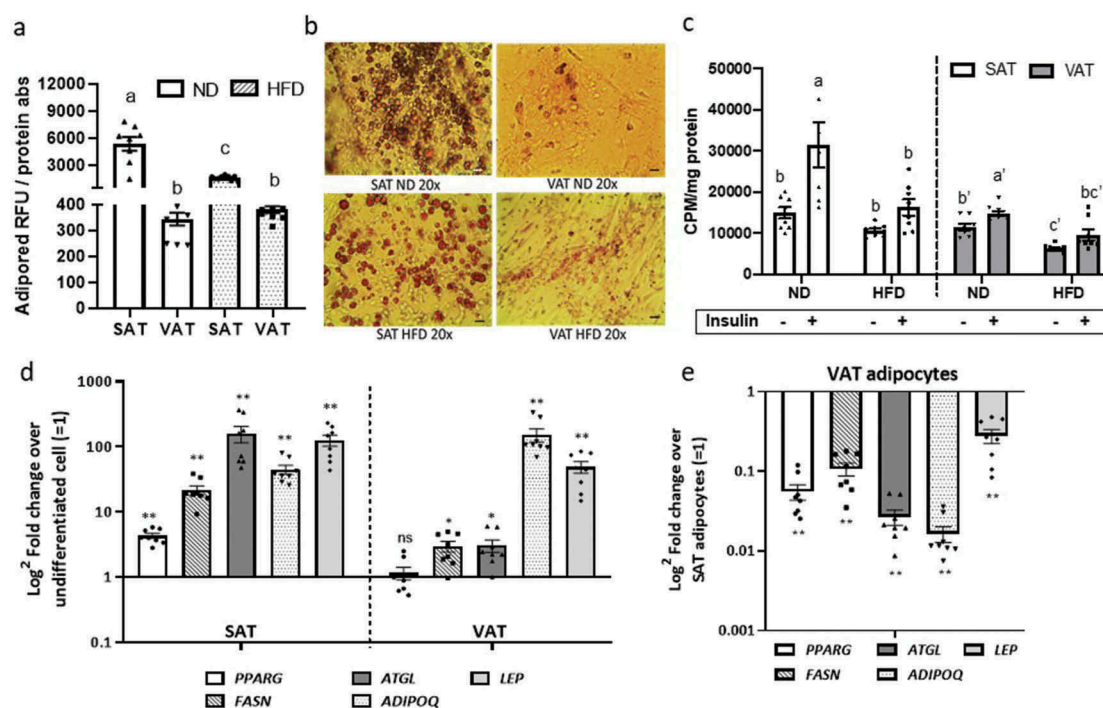 a
Adipored RFU / protein abs
ND HFD
12000
9000
6000
3000
400
300
200
100
0
a
b
c
b
SAT VAT SAT VAT
b
SAT ND 20x
VAT ND 20x
SAT HFD 20x
VAT HFD 20x
c
CPM/mg protein
SAT VAT
50000
40000
30000
20000
10000
0
b
a
b
b
b'
a'
c'
bc'
ND HFD ND HFD
Insulin - + - + - + - +
d
Log² Fold change over
undifferentiated cell (=1)
1000
100
10
1
0.1
** ** ** ** **
ns * * ** **
SAT VAT
PPARG ATGL LEP
FASN ADIPOQ
e
VAT adipocytes
Log² Fold change over
SAT adipocytes (=1)
1
0.1
0.01
0.001
** ** ** ** **
PPARG ATGL LEP
FASN ADIPOQ